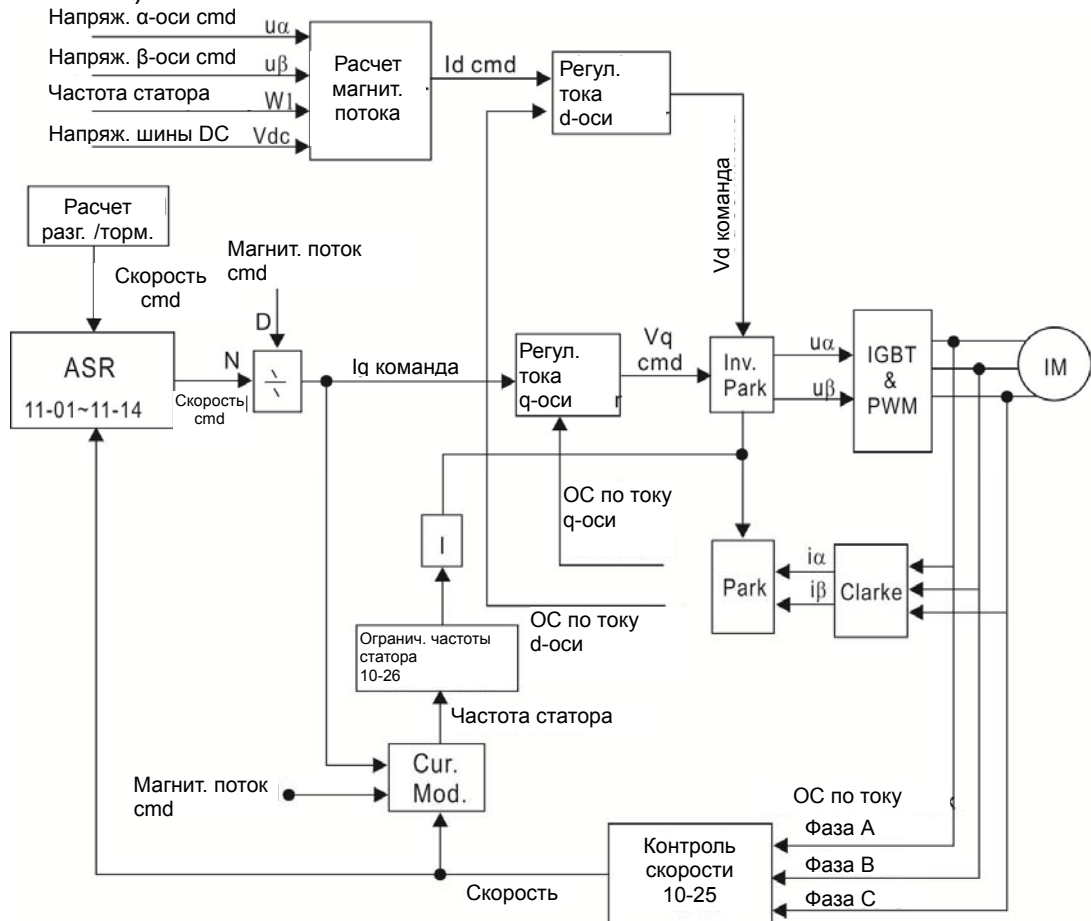 Напряж. α-оси cmd
uα
Напряж. β-оси cmd
uβ
Частота статора
W1
Напряж. шины DC
Vdc
Расчет
магнит.
потока
Id cmd
Регул.
тока
d-оси
Расчет
разг. /торм.
Скорость
cmd
Магнит. поток
cmd
Vd команда
ASR
11-01~11-14
N
D
Скорость
cmd
Iq команда
Регул.
тока
q-оси
r
Vq
cmd
Inv.
Park
uα
uβ
IGBT
&
PWM
IM
ОС по току
q-оси
I
Park
iα
iβ
Clarke
ОС по току
d-оси
Огранич. частоты
статора
10-26
Частота статора
Cur.
Mod.
Магнит. поток
cmd
ОС по току
Фаза A
Фаза B
Фаза C
Контроль
скорости
10-25
Скорость